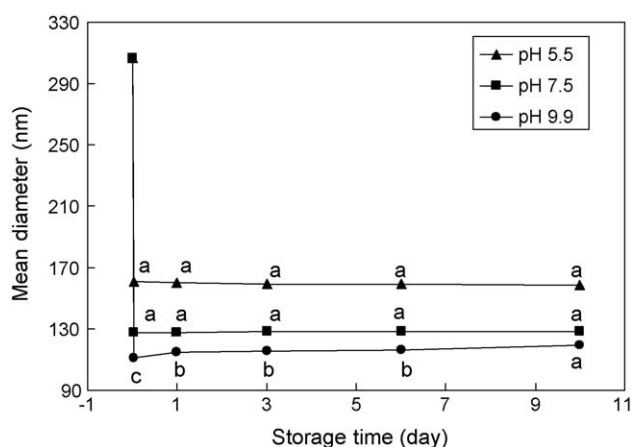 330
290
250
210
170
130
90
Mean diameter (nm)
pH 5.5
pH 7.5
pH 9.9
a a a a a
a a a a a
c b b b a
-1 1 3 5 7 9 11
Storage time (day)